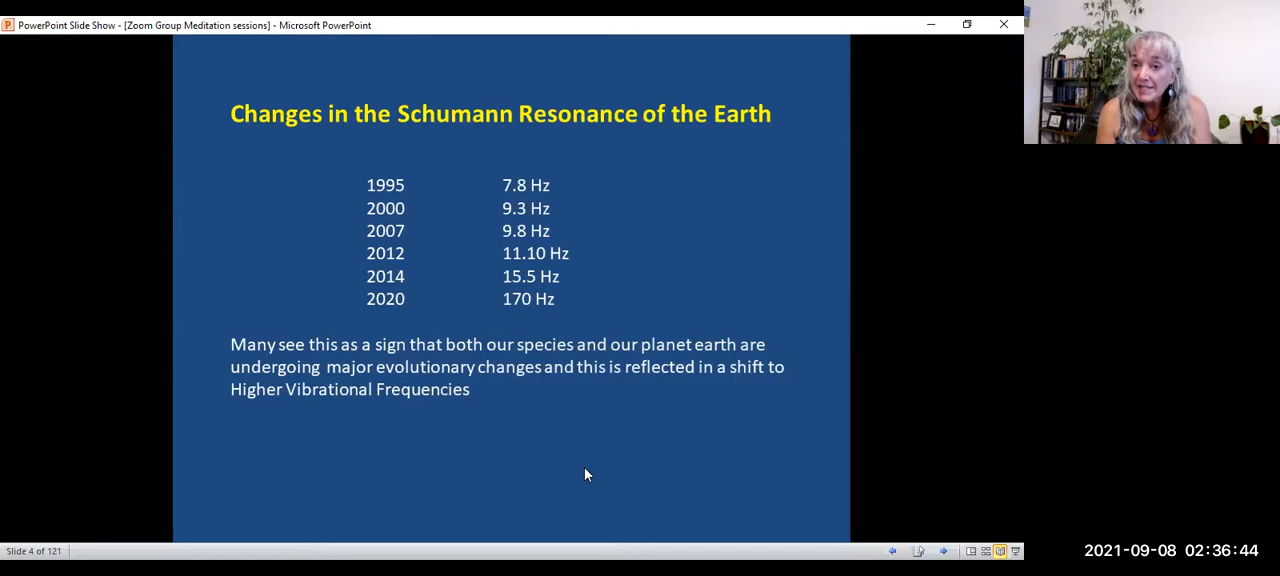 PowerPoint Slide Show - [Zoom Group Meditation sessions] - Microsoft PowerPoint
Changes in the Schumann Resonance of the Earth
1995 7.8 Hz
2000 9.3 Hz
2007 9.8 Hz
2012 11.10 Hz
2014 15.5 Hz
2020 170 Hz
Many see this as a sign that both our species and our planet earth are
undergoing major evolutionary changes and this is reflected in a shift to
Higher Vibrational Frequencies
Slide 4 of 121
2021-09-08 02:36:44